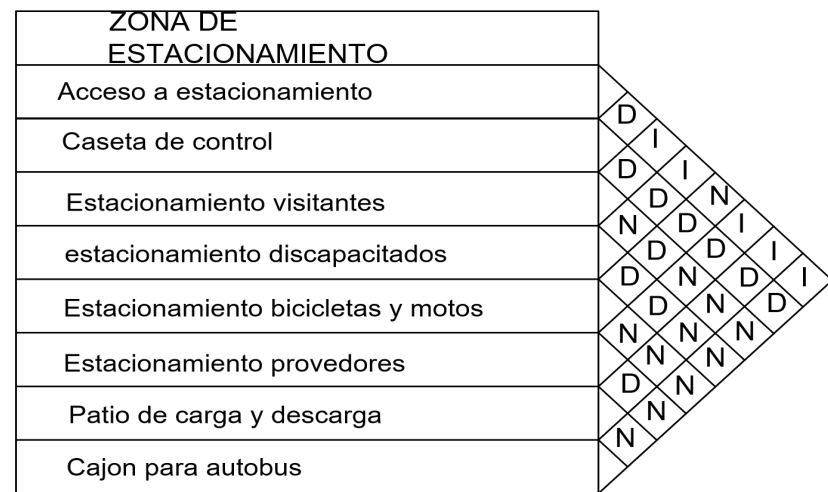 ZONA DE
ESTACIONAMIENTO
Acceso a estacionamiento
D
Caseta de control
I
D I
Estacionamiento visitantes
D N
N D I
estacionamiento discapacitados
D D I
D N D I
Estacionamiento bicicletas y motos
D N D
N N N
Estacionamiento provedores
N N
D N
Patio de carga y descarga
N
N
Cajon para autobus